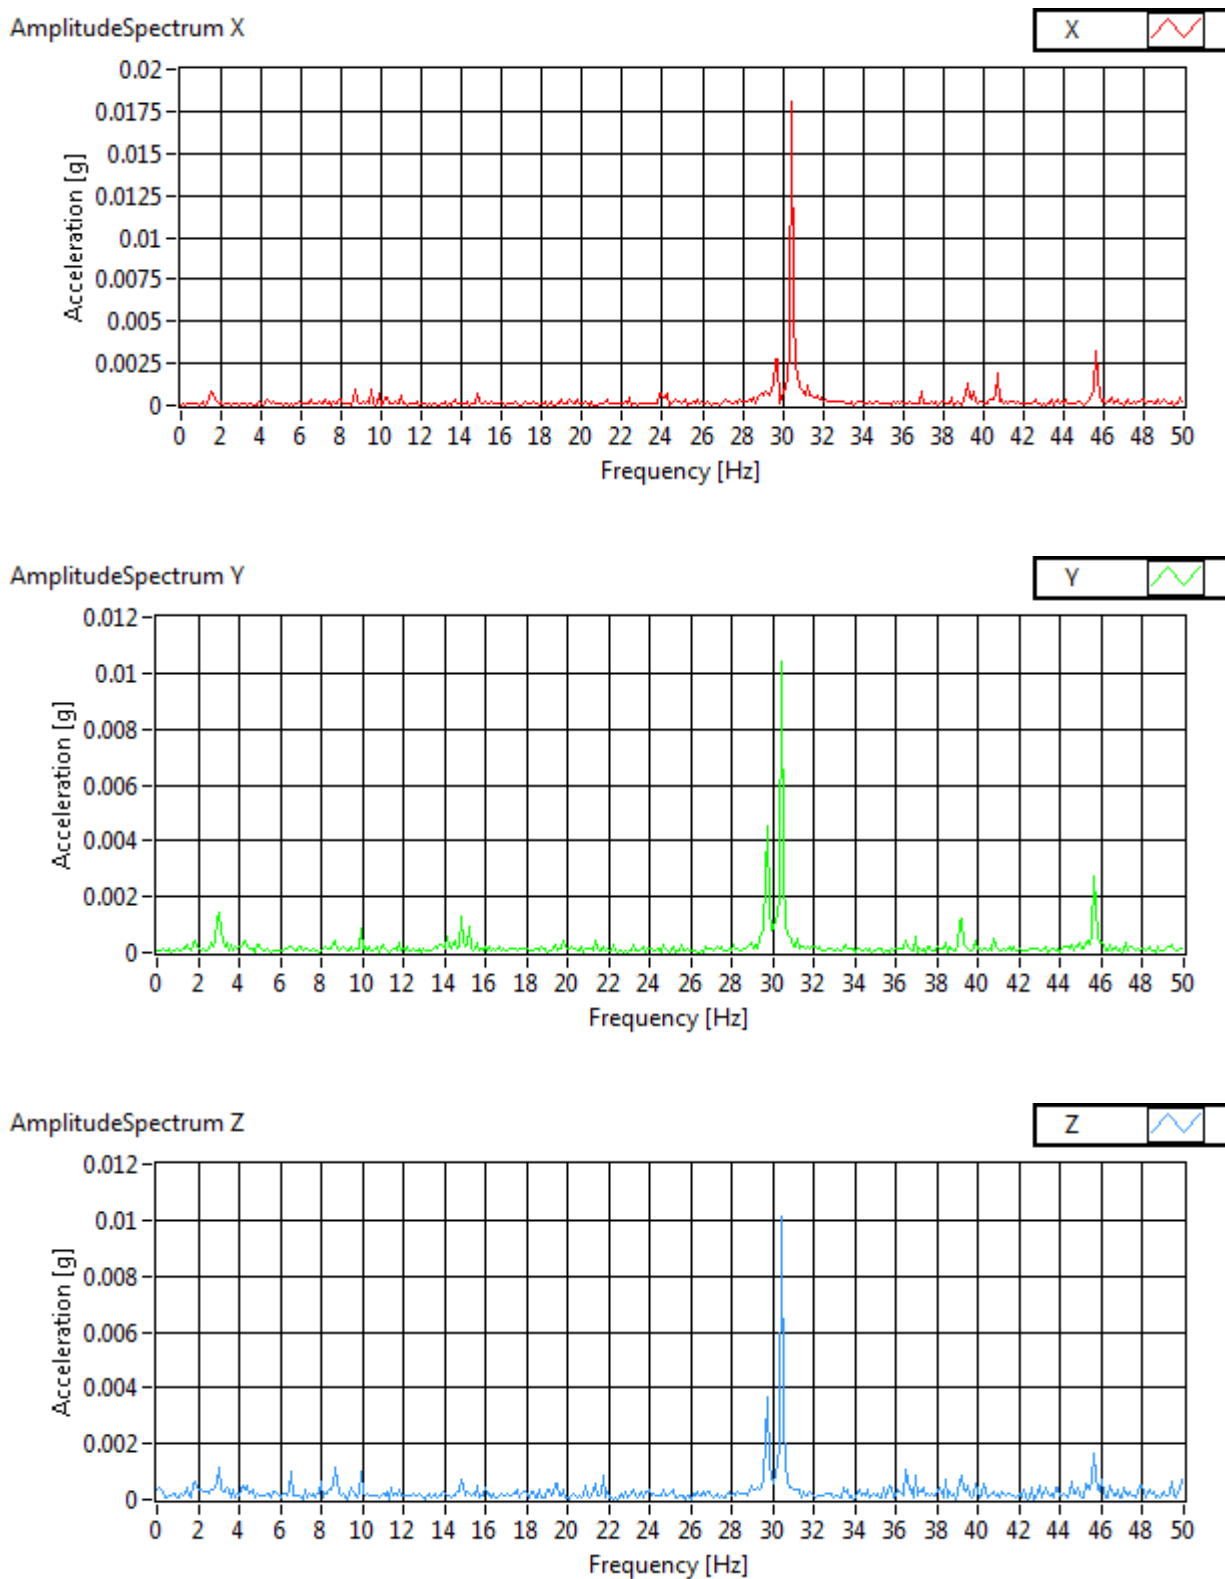 AmplitudeSpectrum X
X
0.02
0.0175
0.015
0.0125
0.01
0.0075
0.005
0.0025
0
Acceleration [g]
0 2 4 6 8 10 12 14 16 18 20 22 24 26 28 30 32 34 36 38 40 42 44 46 48 50
Frequency [Hz]
AmplitudeSpectrum Y
Y
0.012
0.01
0.008
0.006
0.004
0.002
0
Acceleration [g]
0 2 4 6 8 10 12 14 16 18 20 22 24 26 28 30 32 34 36 38 40 42 44 46 48 50
Frequency [Hz]
AmplitudeSpectrum Z
Z
0.012
0.01
0.008
0.006
0.004
0.002
0
Acceleration [g]
0 2 4 6 8 10 12 14 16 18 20 22 24 26 28 30 32 34 36 38 40 42 44 46 48 50
Frequency [Hz]